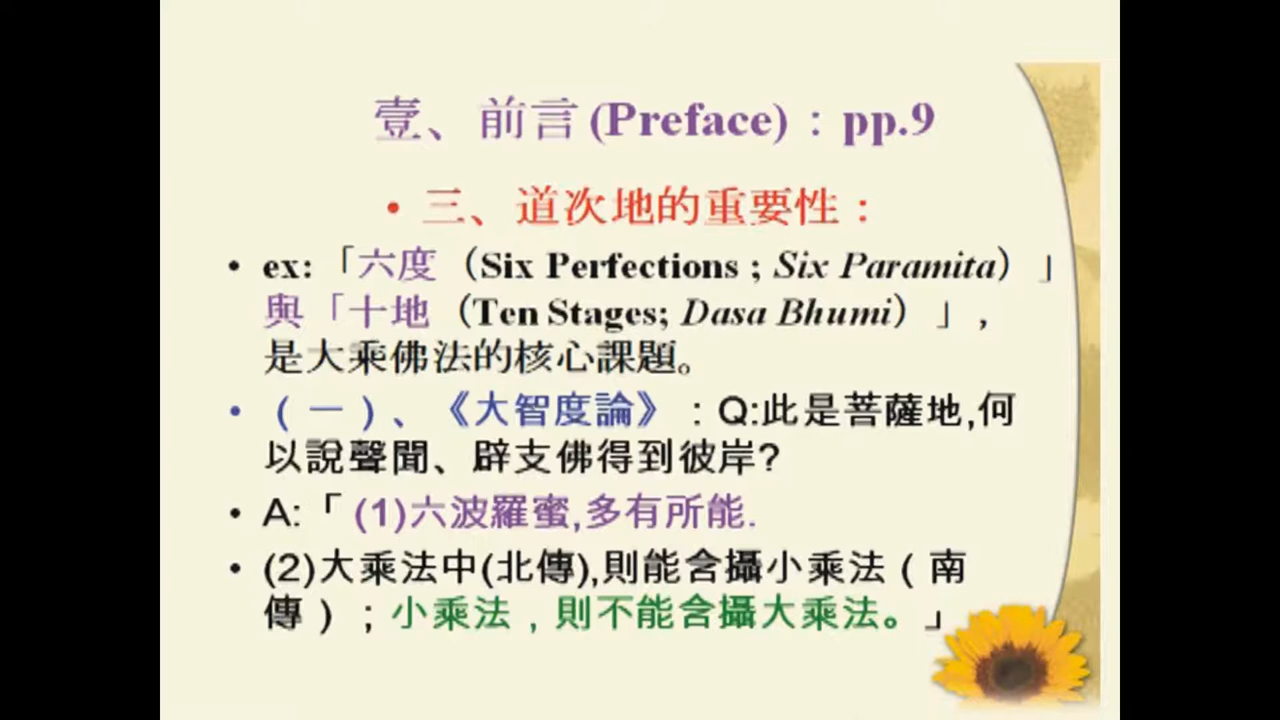 壹、前言(Preface)：pp.9
• 三、道次地的重要性：
• ex:「六度（Six Perfections ; Six Paramita）」
與「十地（Ten Stages; Dasa Bhumi）」，
是大乘佛法的核心課題。
• （一）、《大智度論》：Q:此是菩薩地,何
以說聲聞、辟支佛得到彼岸?
• A:「(1)六波羅蜜,多有所能.
• (2)大乘法中(北傳),則能含攝小乘法（南
傳）；小乘法，則不能含攝大乘法。」